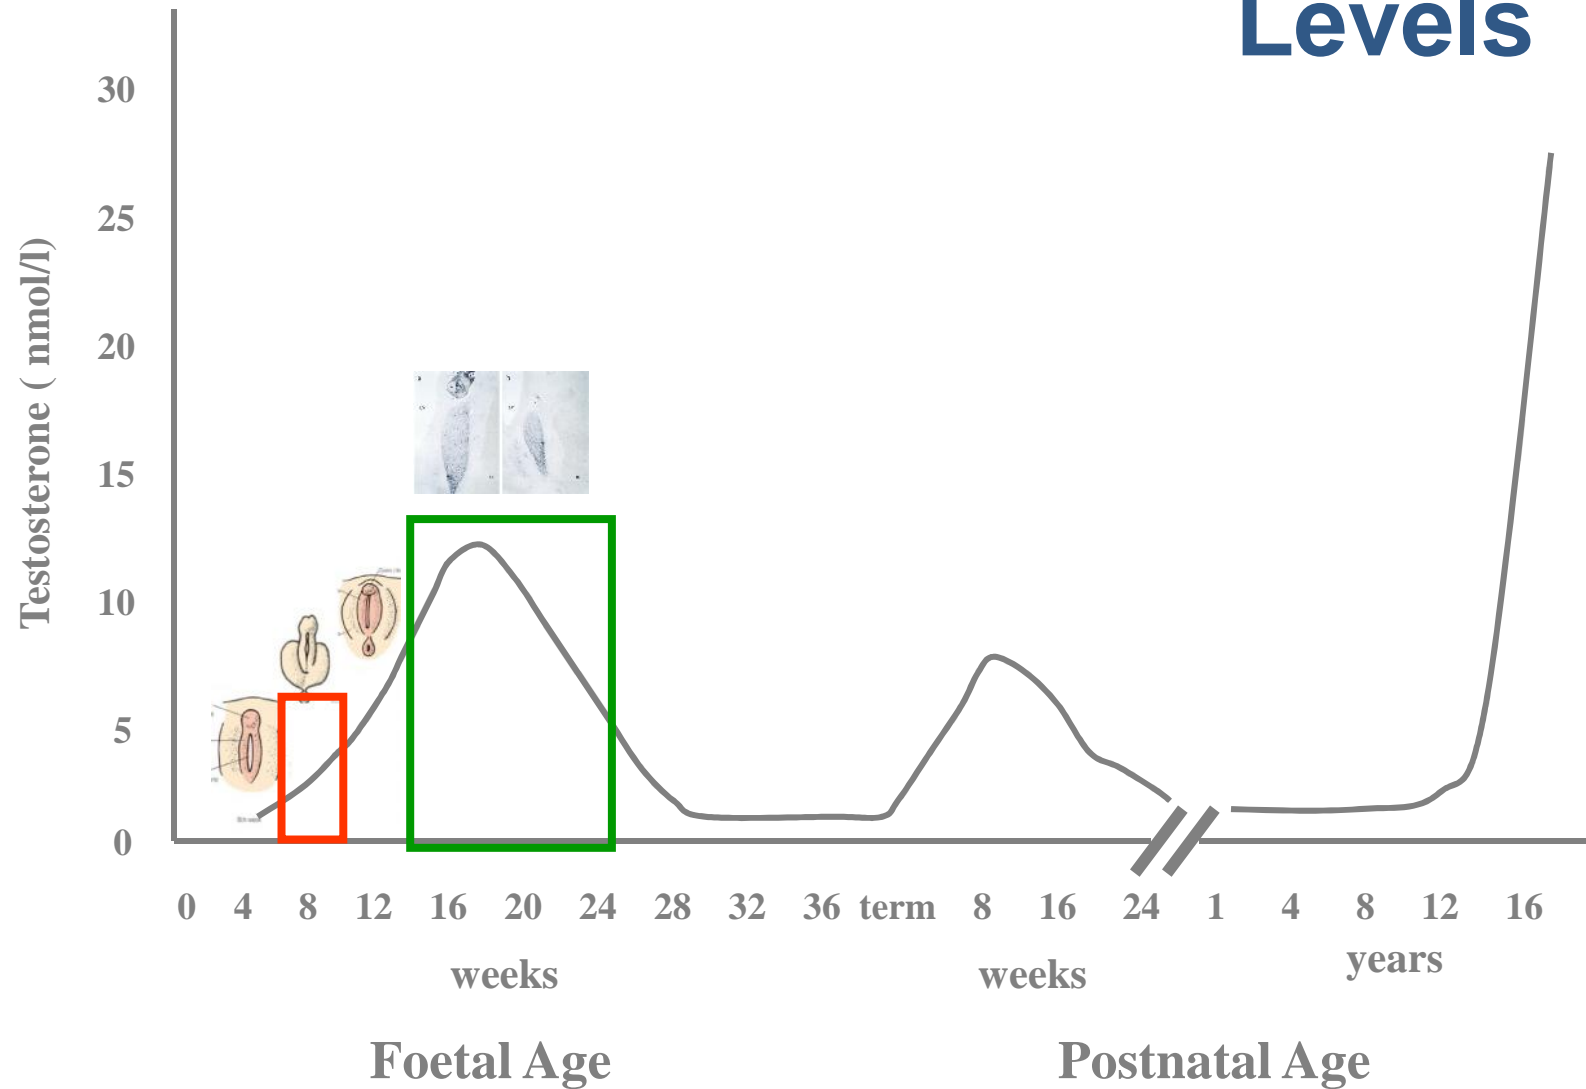 Levels
30
25
20
15
10
5
0
Testosterone ( nmol/l)
0 4 8 12 16 20 24 28 32 36 term 8 16 24 1 4 8 12 16
weeks weeks years
Foetal Age Postnatal Age